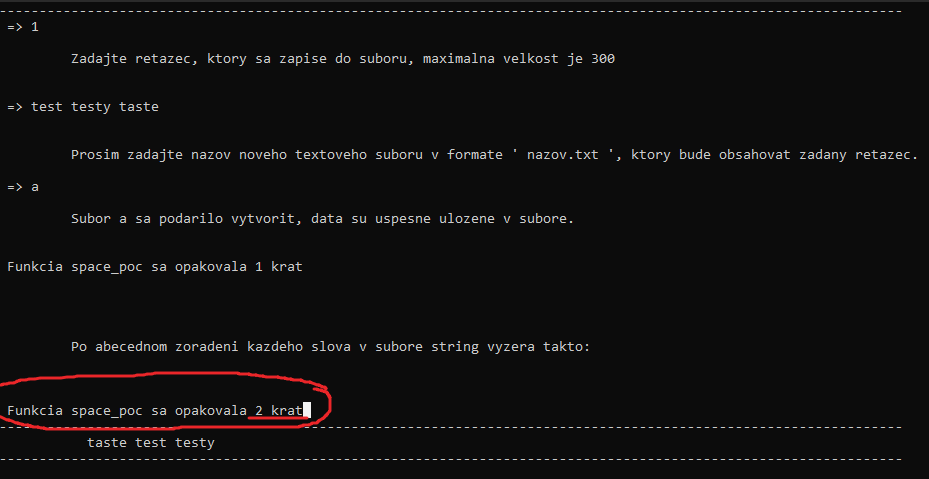 ----------------------------------------------------------------------------------------------------------------
=> 1
Zadajte retazec, ktory sa zapise do suboru, maximalna velkost je 300
=> test testy taste
Prosim zadajte nazov noveho textoveho suboru v formate ' nazov.txt ', ktory bude obsahovat zadany retazec.
=> a
Subor a sa podarilo vytvorit, data su uspesne ulozene v subore.
Funkcia space_poc sa opakovala 1 krat
Po abecednom zoradeni kazdeho slova v subore string vyzera takto:
Funkcia space_poc sa opakovala 2 krat
----------------------------------------------------------------------------------------------------------------
taste test testy
----------------------------------------------------------------------------------------------------------------